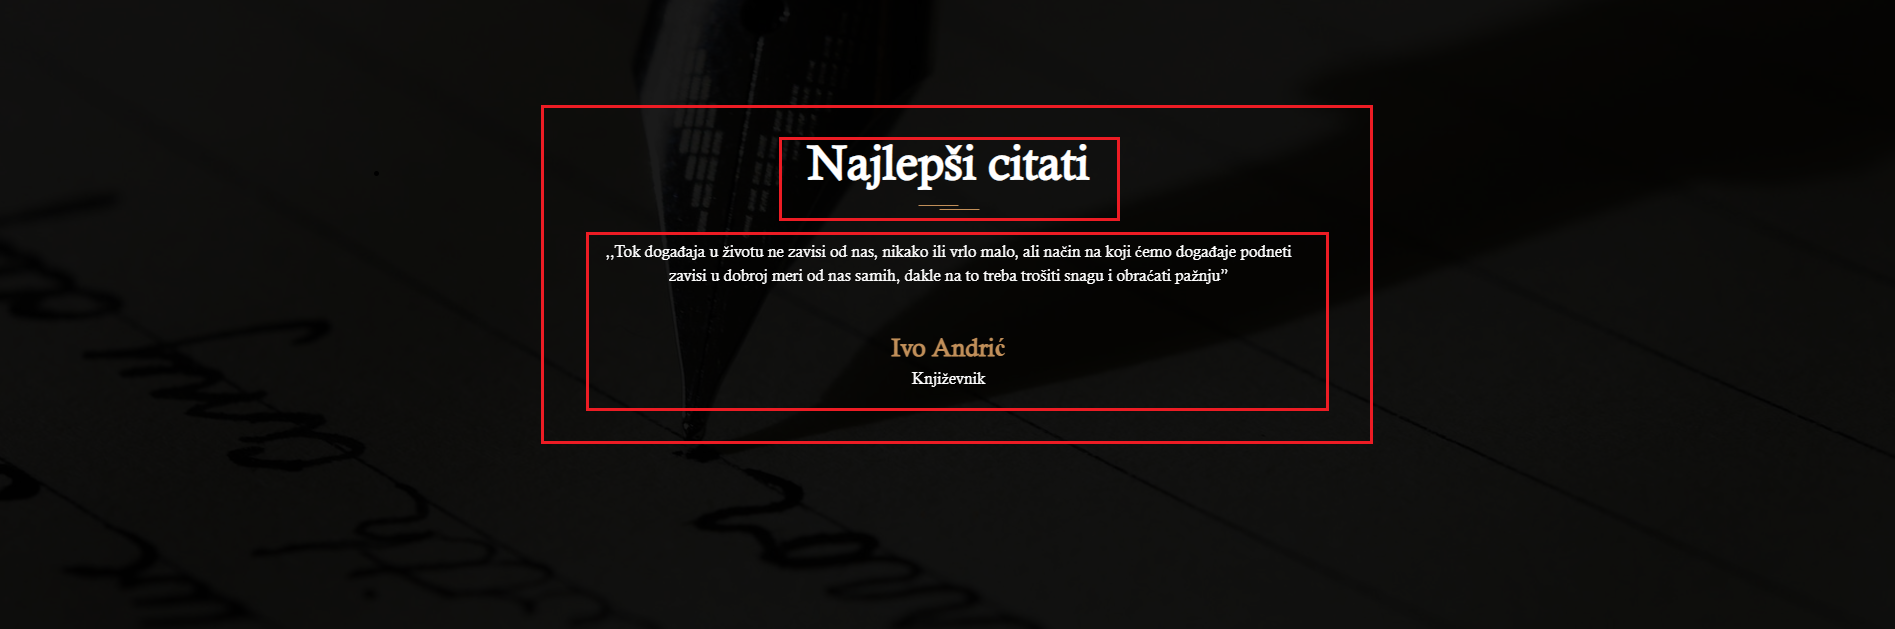 Najlepši citati
,,Tok događaja u životu ne zavisi od nas, nikako ili vrlo malo, ali način na koji ćemo događaje podneti
zavisi u dobroj meri od nas samih, dakle na to treba trošiti snagu i obraćati pažnju”
Ivo Andrić
Književnik